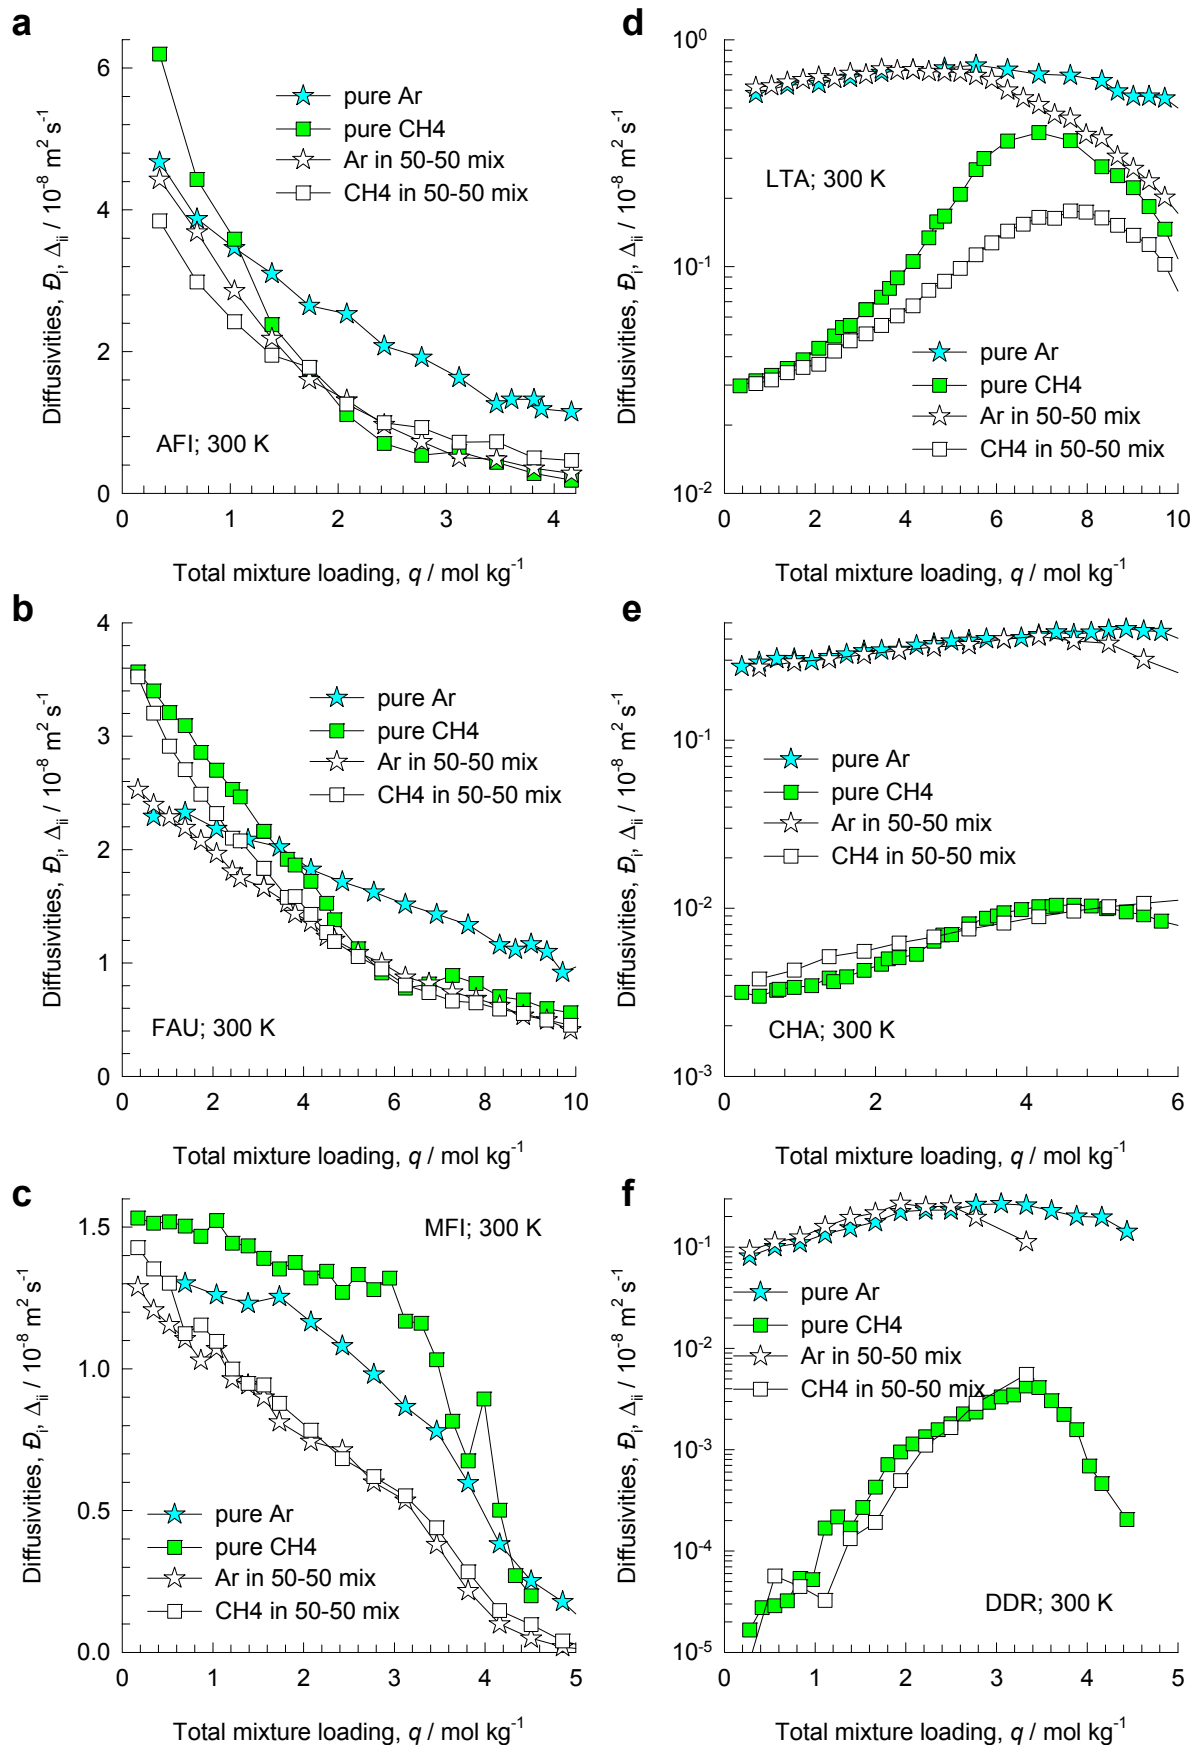 a
Diffusivities, Đi, Δii / 10-8 m2 s-1
6
4
2
0
pure Ar
pure CH4
Ar in 50-50 mix
CH4 in 50-50 mix
AFI; 300 K
0 1 2 3 4
Total mixture loading, q / mol kg-1
b
Diffusivities, Đi, Δii / 10-8 m2 s-1
4
3
2
1
0
pure Ar
pure CH4
Ar in 50-50 mix
CH4 in 50-50 mix
FAU; 300 K
0 2 4 6 8 10
Total mixture loading, q / mol kg-1
c
Diffusivities, Đi, Δii / 10-8 m2 s-1
1.5
1.0
0.5
0.0
MFI; 300 K
pure Ar
pure CH4
Ar in 50-50 mix
CH4 in 50-50 mix
0 1 2 3 4 5
Total mixture loading, q / mol kg-1
d
Diffusivities, Đi, Δii / 10-8 m2 s-1
100
10-1
10-2
LTA; 300 K
pure Ar
pure CH4
Ar in 50-50 mix
CH4 in 50-50 mix
0 2 4 6 8 10
Total mixture loading, q / mol kg-1
e
Diffusivities, Đi, Δii / 10-8 m2 s-1
10-1
10-2
10-3
pure Ar
pure CH4
Ar in 50-50 mix
CH4 in 50-50 mix
CHA; 300 K
0 2 4 6
Total mixture loading, q / mol kg-1
f
Diffusivities, Đi, Δii / 10-8 m2 s-1
10-1
10-2
10-3
10-4
10-5
pure Ar
pure CH4
Ar in 50-50 mix
CH4 in 50-50 mix
DDR; 300 K
0 1 2 3 4 5
Total mixture loading, q / mol kg-1